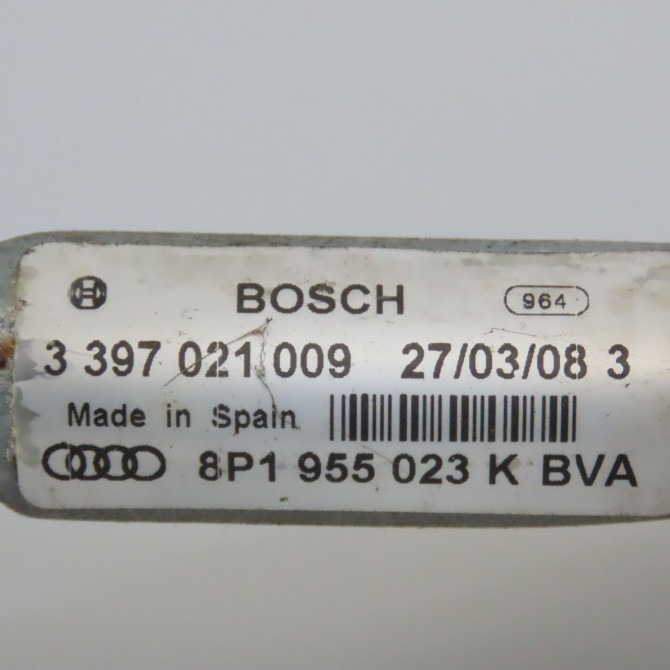 BOSCH 964
3 397 021 009 27/03/08 3
Made in Spain
8P1 955 023 K BVA